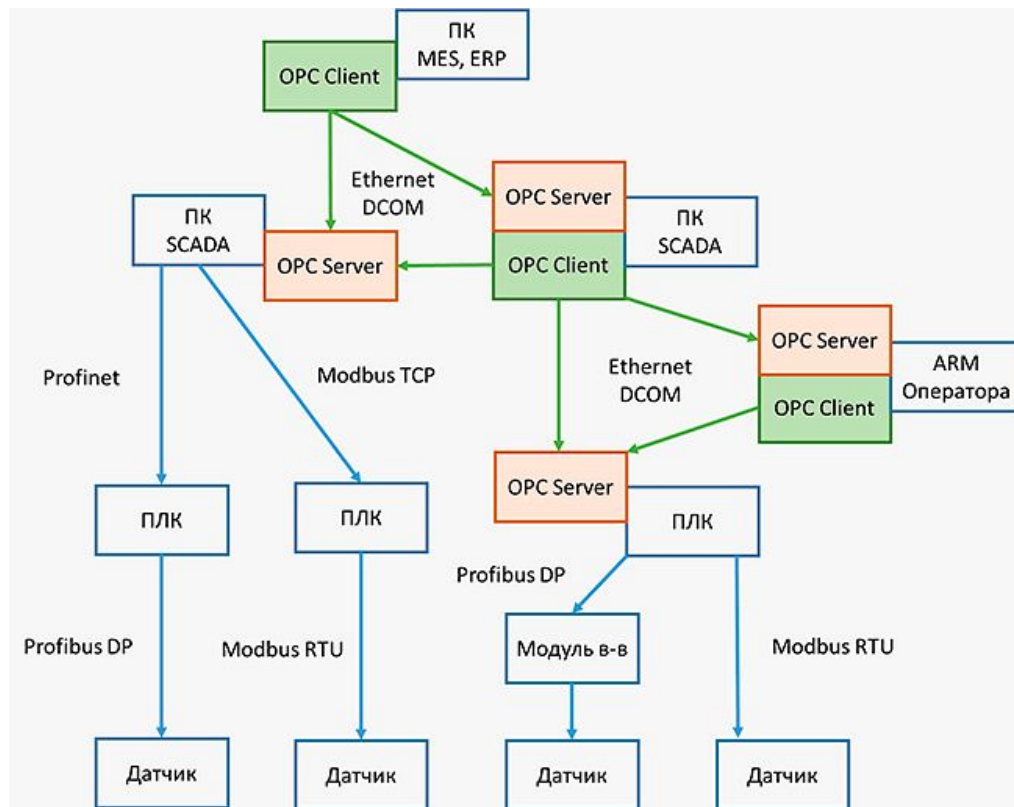 ПК
MES, ERP
OPC Client
Ethernet
DCOM
OPC Server
ПК
SCADA
OPC Server
ПК
SCADA
OPC Client
Profinet
Modbus TCP
Ethernet
DCOM
OPC Server
ARM
Оператора
OPC Client
OPC Server
ПЛК
ПЛК
ПЛК
Profibus DP
Profibus DP
Modbus RTU
Модуль в-в
Modbus RTU
Датчик
Датчик
Датчик
Датчик